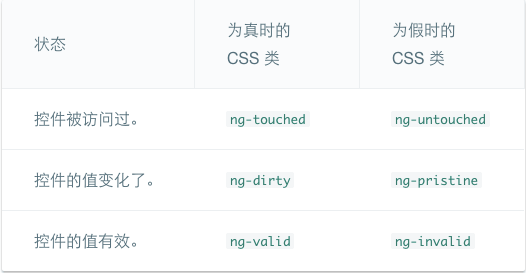 状态 为真时的 CSS 类 为假时的 CSS 类
控件被访问过。 ng-touched ng-untouched
控件的值变化了。 ng-dirty ng-pristine
控件的值有效。 ng-valid ng-invalid